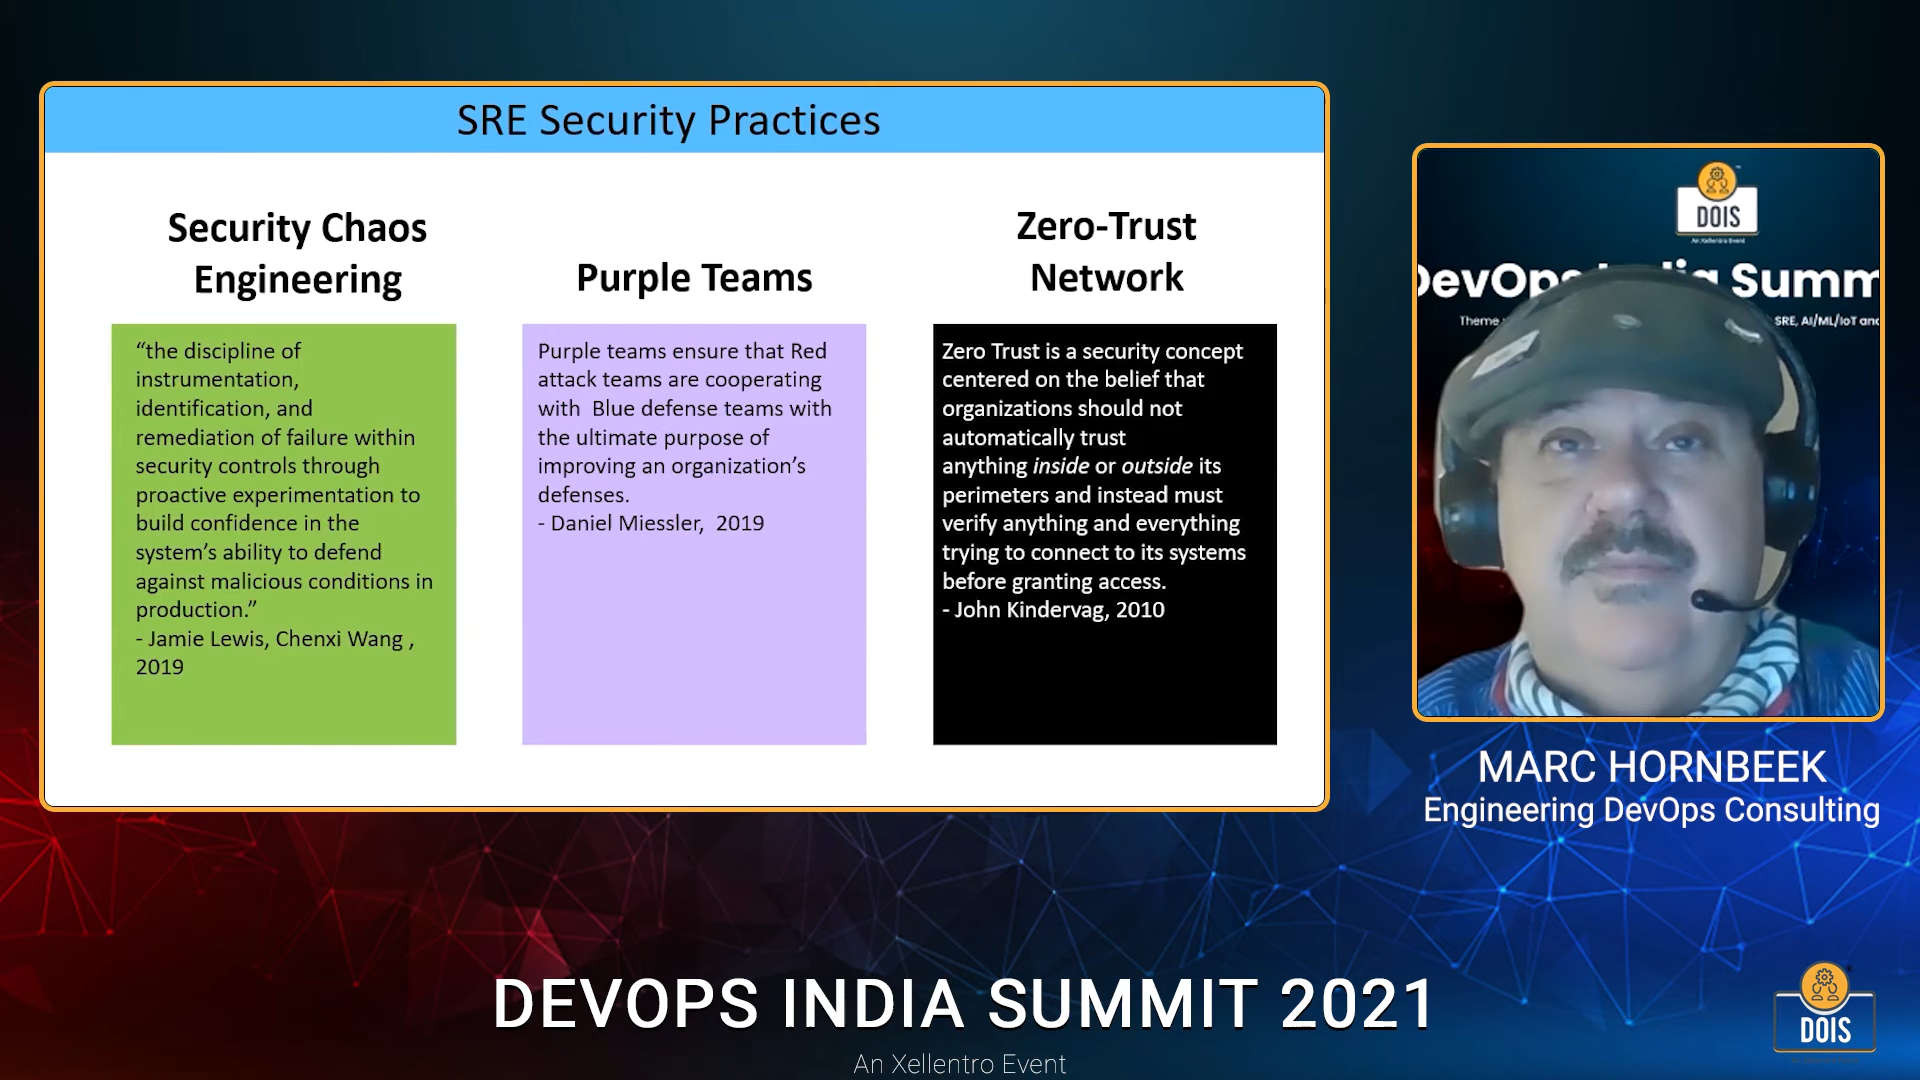 SRE Security Practices
Security Chaos
Engineering
“the discipline of
instrumentation,
identification, and
remediation of failure within
security controls through
proactive experimentation to
build confidence in the
system’s ability to defend
against malicious conditions in
production.”
- Jamie Lewis, Chenxi Wang ,
2019
Purple Teams
Purple teams ensure that Red
attack teams are cooperating
with  Blue defense teams with
the ultimate purpose of
improving an organization’s
defenses.
- Daniel Miessler,  2019
Zero-Trust
Network
Zero Trust is a security concept
centered on the belief that
organizations should not
automatically trust
anything inside or outside its
perimeters and instead must
verify anything and everything
trying to connect to its systems
before granting access.
- John Kindervag, 2010
DOIS
An Xellentro Event
DevOps India Summ
Theme SRE, AI/ML/IoT and
MARC HORNBEEK
Engineering DevOps Consulting
DEVOPS INDIA SUMMIT 2021
An Xellentro Event
DOIS